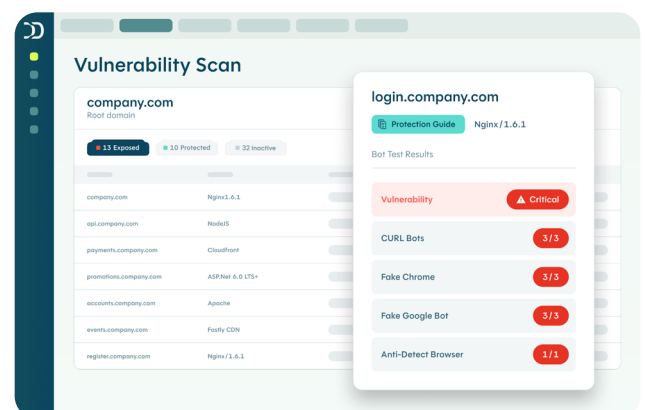 Vulnerability Scan
company.com
Root domain
13 Exposed
10 Protected
32 Inactive
company.com Nginx1.6.1
api.company.com NodeJS
payments.company.com Cloudfront
promotions.company.com ASP.Net 6.0 LTS+
accounts.company.com Apache
events.company.com Fastly CDN
register.company.com Nginx/1.6.1
login.company.com
Protection Guide Nginx/1.6.1
Bot Test Results
Vulnerability Critical
CURL Bots 3/3
Fake Chrome 3/3
Fake Google Bot 3/3
Anti-Detect Browser 1/1